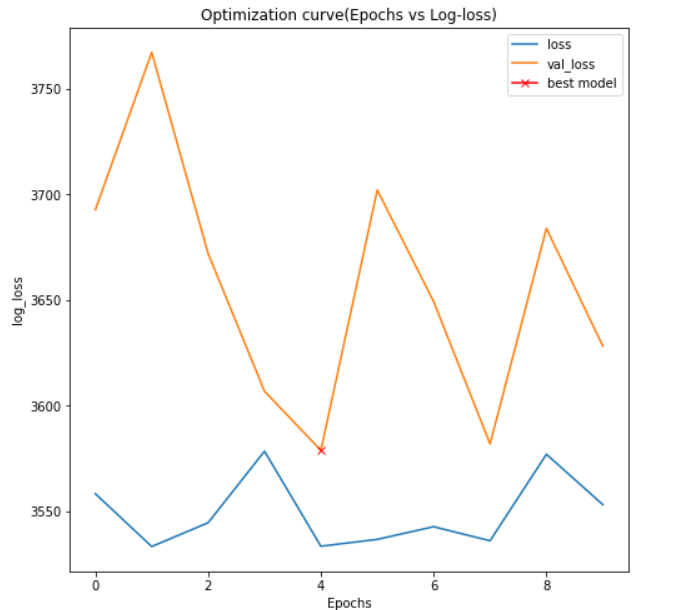 Optimization curve(Epochs vs Log-loss)
loss
val_loss
best model
3750
3700
3650
3600
3550
log_loss
0 2 4 6 8
Epochs